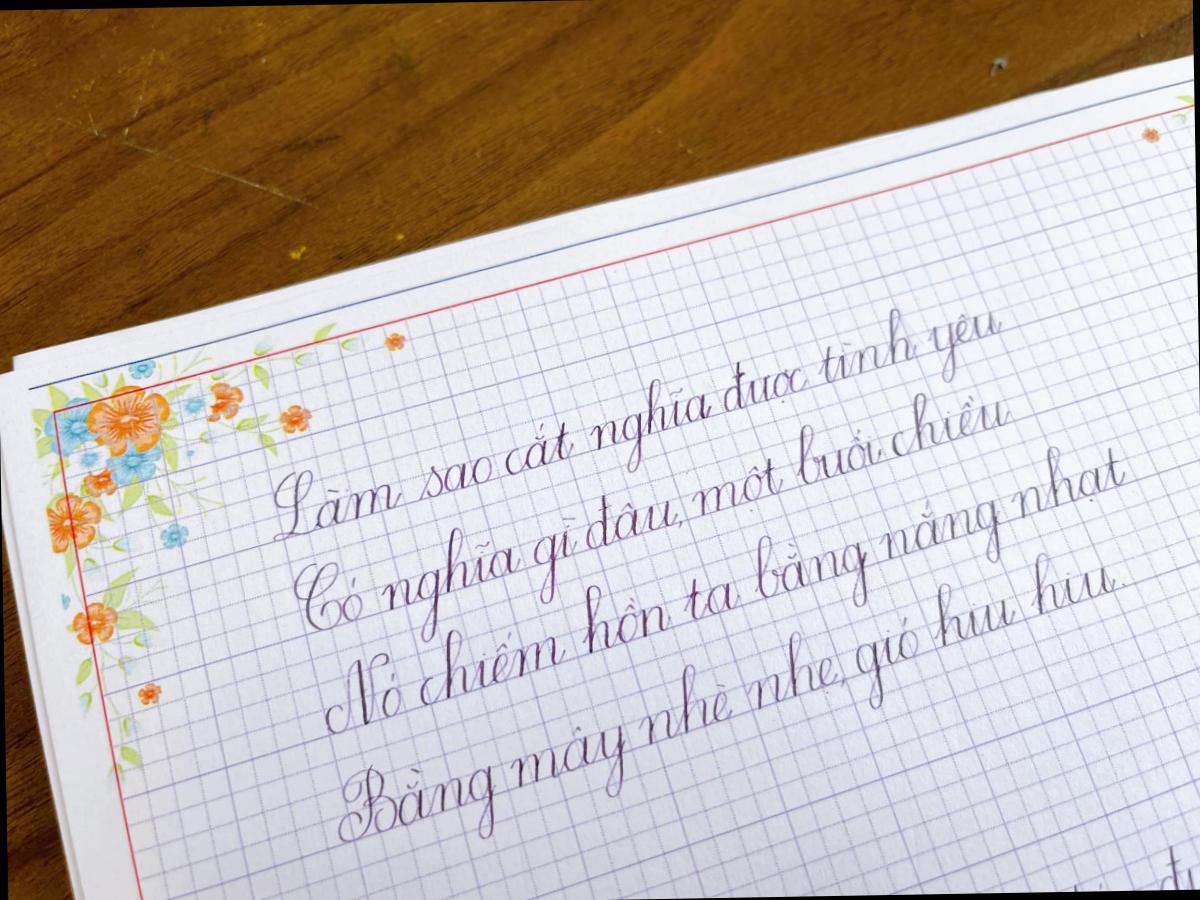 Làm sao cắt nghĩa được tình yêu
Có nghĩa gì đâu, một buổi chiều
Nó chiếm hồn ta bằng nắng nhạt
Bằng mây nhè nhẹ, gió hiu hiu.